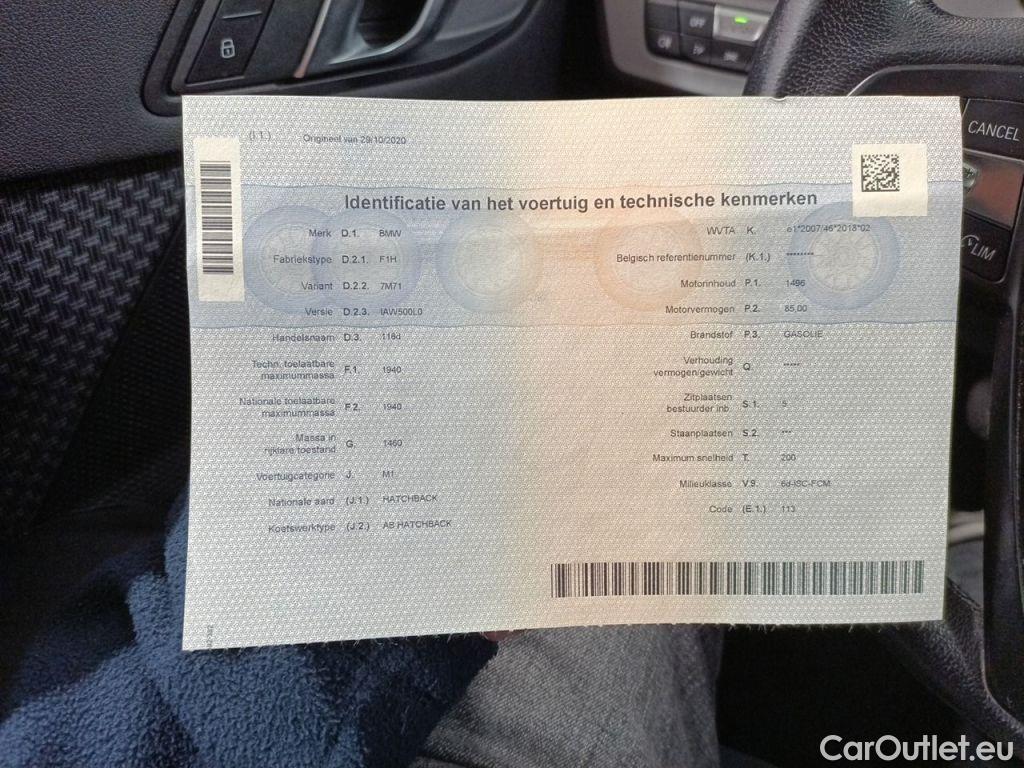 OFF
CANCEL
LIM
(I.1.) Origineel van 29/10/2020
Identificatie van het voertuig en technische kenmerken
Merk D.1. BMW
Fabriekstype D.2.1. F1H
Variant D.2.2. 7M71
Versie D.2.3. IAW500L0
Handelsnaam D.3. 116d
Techn. toelaatbare
maximummassa F.1. 1940
Nationale toelaatbare
maximummassa F.2. 1940
Massa in
rijklare toestand G. 1460
Voertuigcategorie J. M1
Nationale aard (J.1.) HATCHBACK
Koetswerktype (J.2.) AB HATCHBACK
WVTA K. e1*2007/46*2018*02
Belgisch referentienummer (K.1.) ********
Motorinhoud P.1. 1496
Motorvermogen P.2. 85,00
Brandstof P.3. GASOLIE
Verhouding
vermogen/gewicht Q. *****
Zitplaatsen
bestuurder inb. S.1. 5
Staanplaatsen S.2. ***
Maximum snelheid T. 200
Milieuklasse V.9. 6d-ISC-FCM
Code (E.1.) 113
CarOutlet.eu